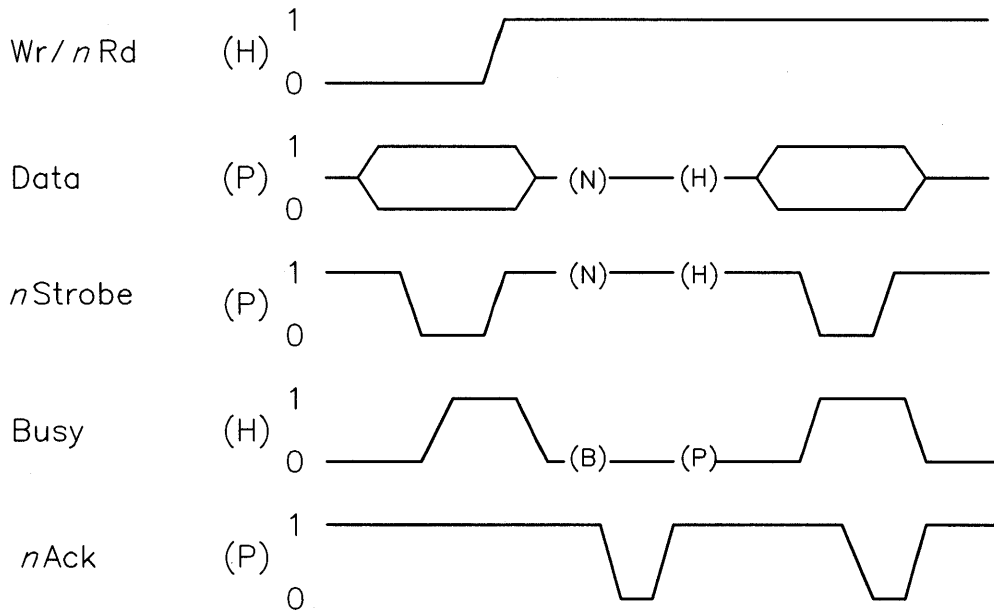 1
Wr/nRd (H)
0
1
Data (P) (N) (H)
0
1 (N) (H)
nStrobe (P)
0
1
Busy (H)
0 (B) (P)
1
nAck (P)
0